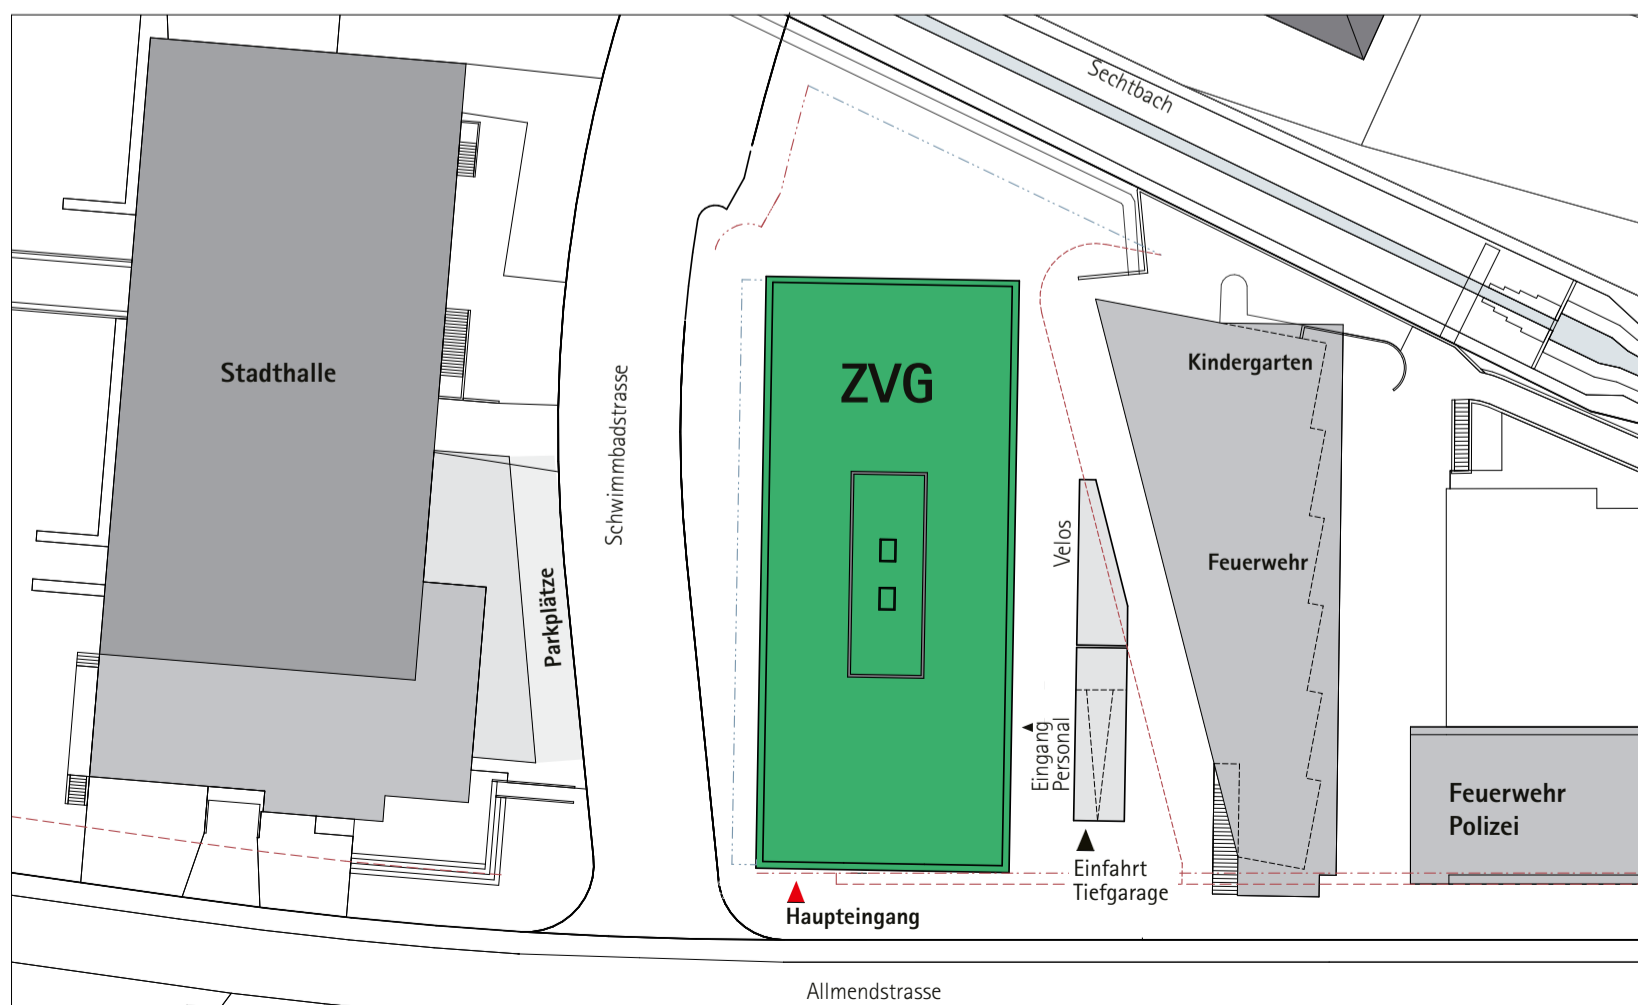 Sechtbach
Stadthalle
Schwimmbadstrasse
ZVG
Kindergarten
Velos
Feuerwehr
Parkplätze
Eingang
Personal
Feuerwehr
Polizei
Einfahrt
Tiefgarage
Haupteingang
Allmendstrasse